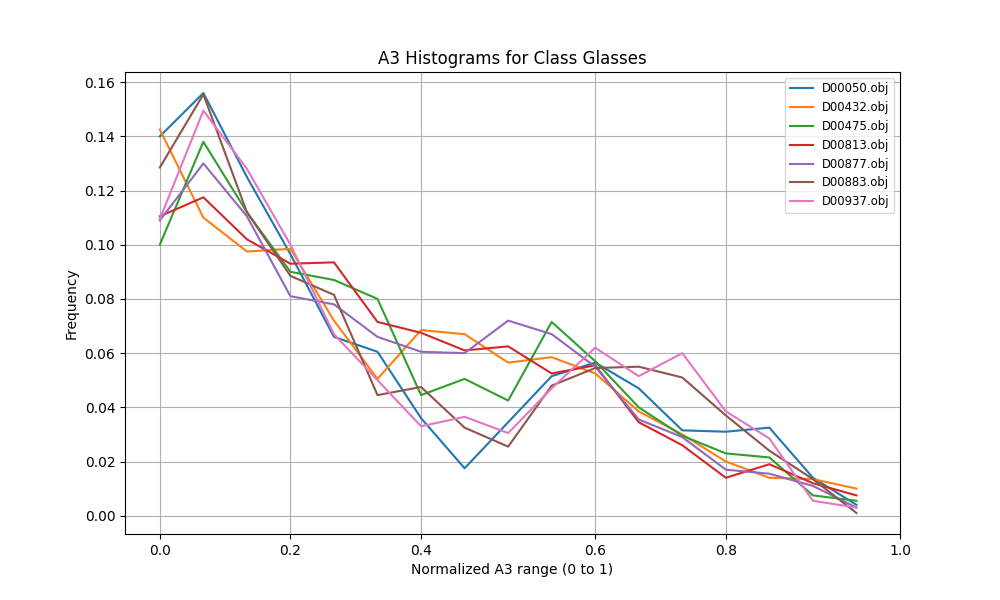 A3 Histograms for Class Glasses
0.16
0.14
0.12
0.10
0.08
0.06
0.04
0.02
0.00
Frequency
D00050.obj
D00432.obj
D00475.obj
D00813.obj
D00877.obj
D00883.obj
D00937.obj
0.0 0.2 0.4 0.6 0.8 1.0
Normalized A3 range (0 to 1)